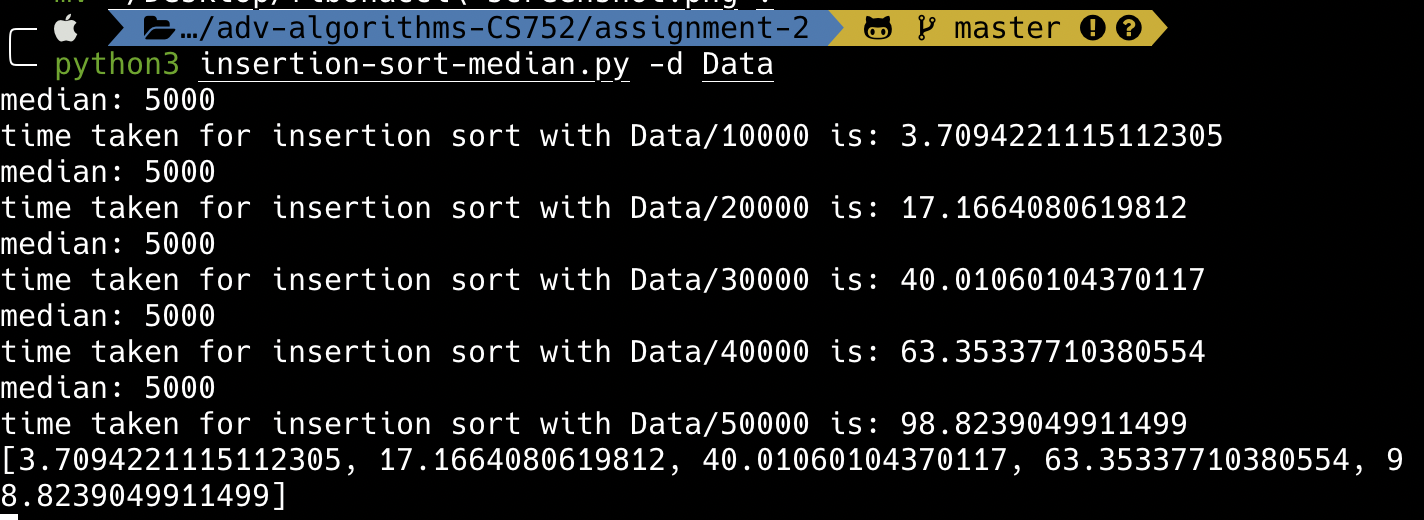 …/adv-algorithms-CS752/assignment-2 master
python3 insertion-sort-median.py -d Data
median: 5000
time taken for insertion sort with Data/10000 is: 3.7094221115112305
median: 5000
time taken for insertion sort with Data/20000 is: 17.1664080619812
median: 5000
time taken for insertion sort with Data/30000 is: 40.01060104370117
median: 5000
time taken for insertion sort with Data/40000 is: 63.35337710380554
median: 5000
time taken for insertion sort with Data/50000 is: 98.8239049911499
[3.7094221115112305, 17.1664080619812, 40.01060104370117, 63.35337710380554, 9
8.8239049911499]